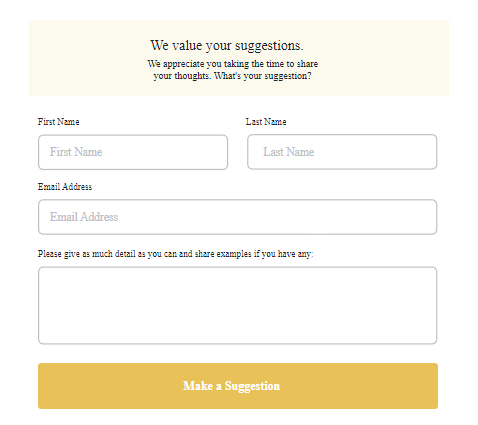 We value your suggestions.
We appreciate you taking the time to share
your thoughts. What's your suggestion?
First Name
Last Name
First Name
Last Name
Email Address
Email Address
Please give as much detail as you can and share examples if you have any:
Make a Suggestion